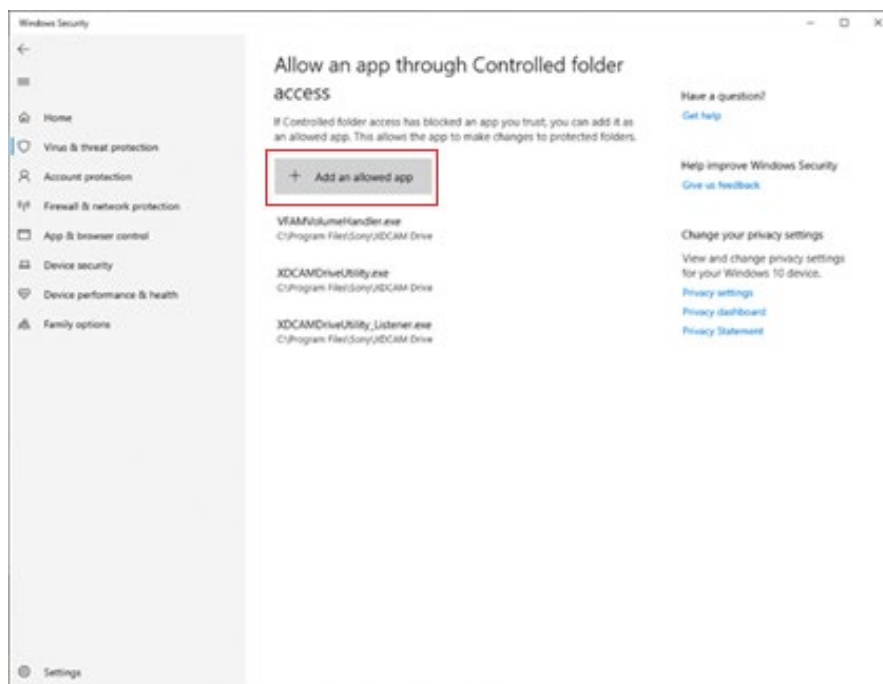 Windows Security
Home
Virus & threat protection
Account protection
Firewall & network protection
App & browser control
Device security
Device performance & health
Family options
Settings
Allow an app through Controlled folder
access
If Controlled folder access has blocked an app you trust, you can add it as
an allowed app. This allows the app to make changes to protected folders.
+ Add an allowed app
VFAMVolumeHandler.exe
C:\Program Files\Sony\XDCAM Drive
XDCAMDriveUtility.exe
C:\Program Files\Sony\XDCAM Drive
XDCAMDriveUtility_Listener.exe
C:\Program Files\Sony\XDCAM Drive
Have a question?
Get help
Help improve Windows Security
Give us feedback
Change your privacy settings
View and change privacy settings
for your Windows 10 device.
Privacy settings
Privacy dashboard
Privacy Statement